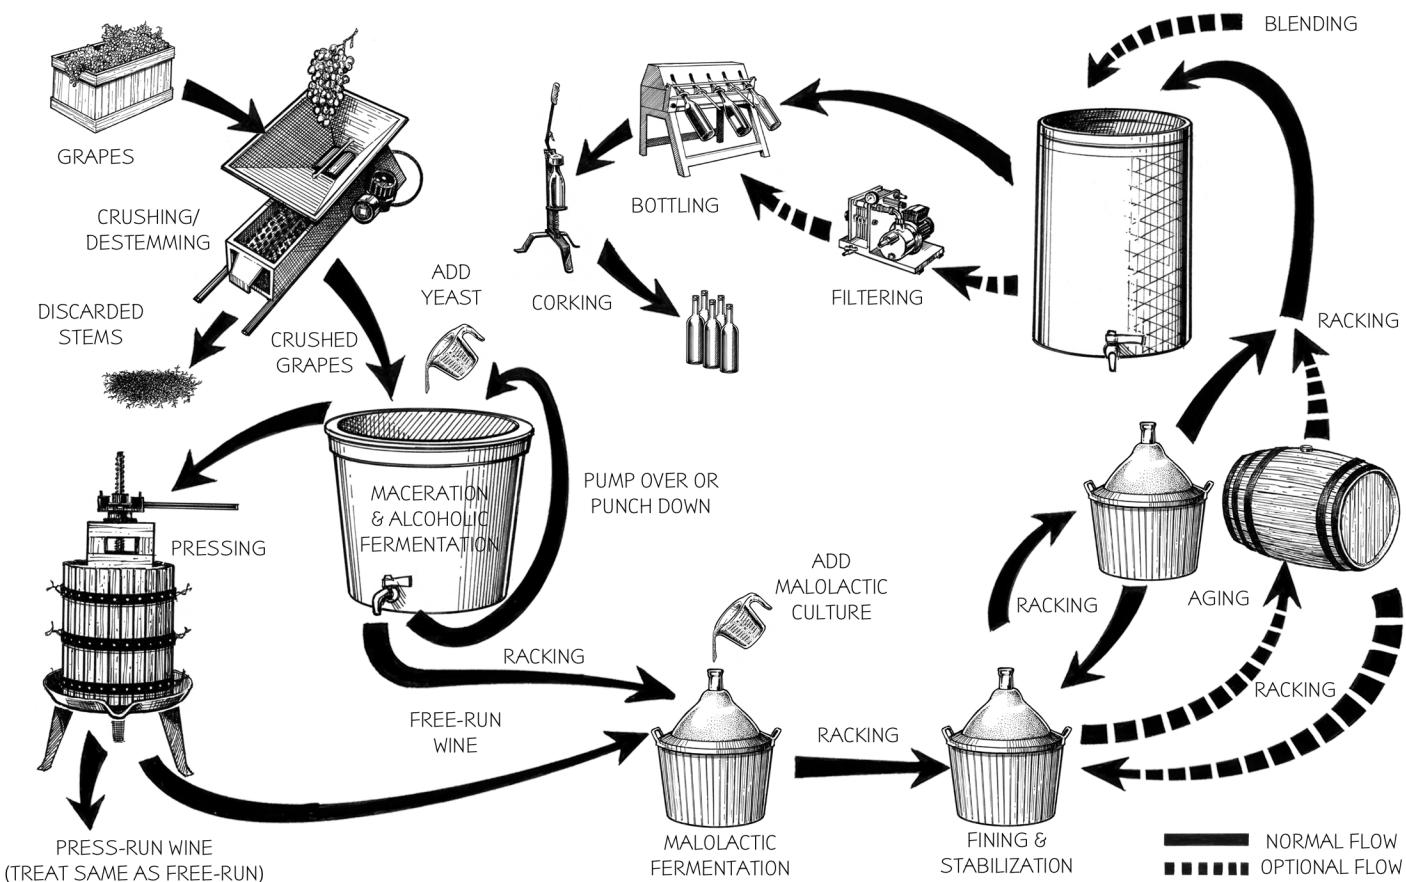 BLENDING
GRAPES
CRUSHING/
DESTEMMING
BOTTLING
ADD
YEAST
CORKING
FILTERING
DISCARDED
STEMS
CRUSHED
GRAPES
RACKING
PUMP OVER OR
PUNCH DOWN
MACERATION
& ALCOHOLIC
FERMENTATION
PRESSING
ADD
MALOLACTIC
CULTURE
RACKING
AGING
RACKING
RACKING
FREE-RUN
WINE
RACKING
PRESS-RUN WINE
(TREAT SAME AS FREE-RUN)
MALOLACTIC
FERMENTATION
FINING &
STABILIZATION
NORMAL FLOW
OPTIONAL FLOW